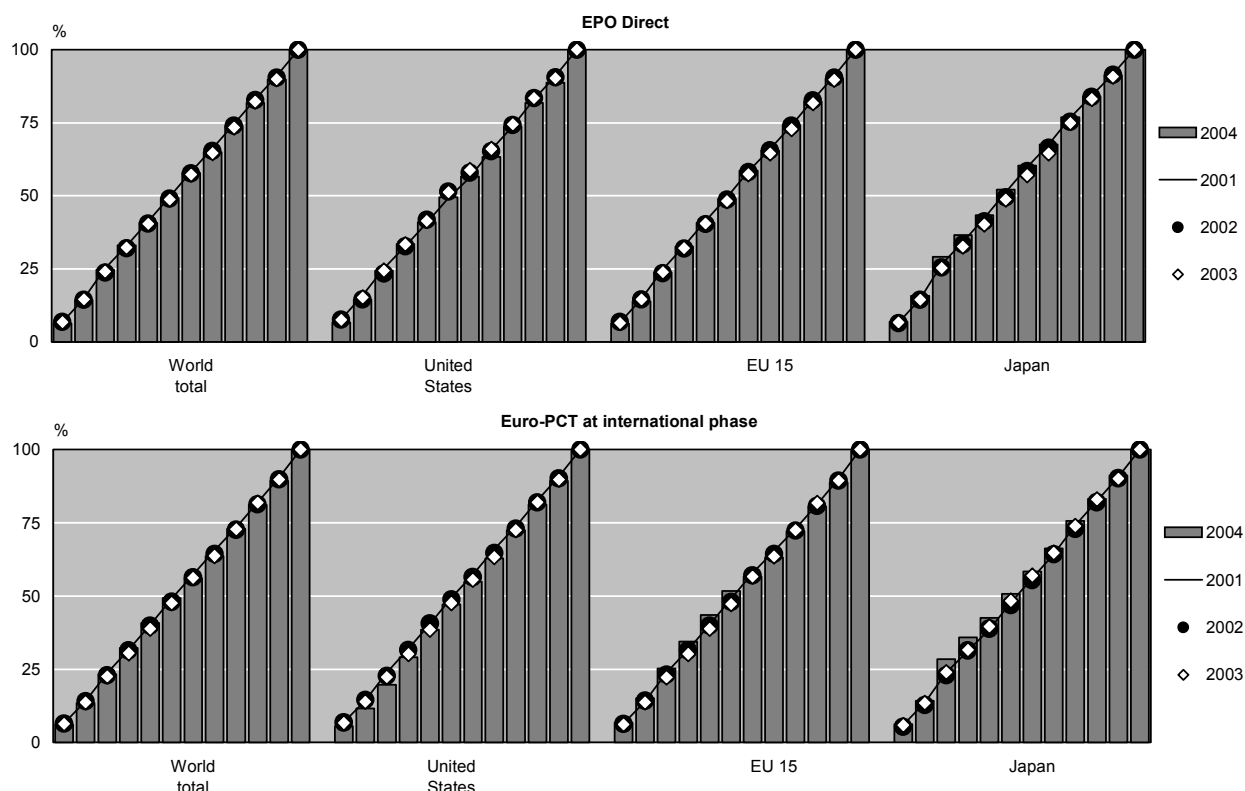 EPO Direct
%
100
75
50
25
0
World
total
United
States
EU 15
Japan
2004
2001
2002
2003
Euro-PCT at international phase
%
100
75
50
25
0
World
total
United
States
EU 15
Japan
2004
2001
2002
2003